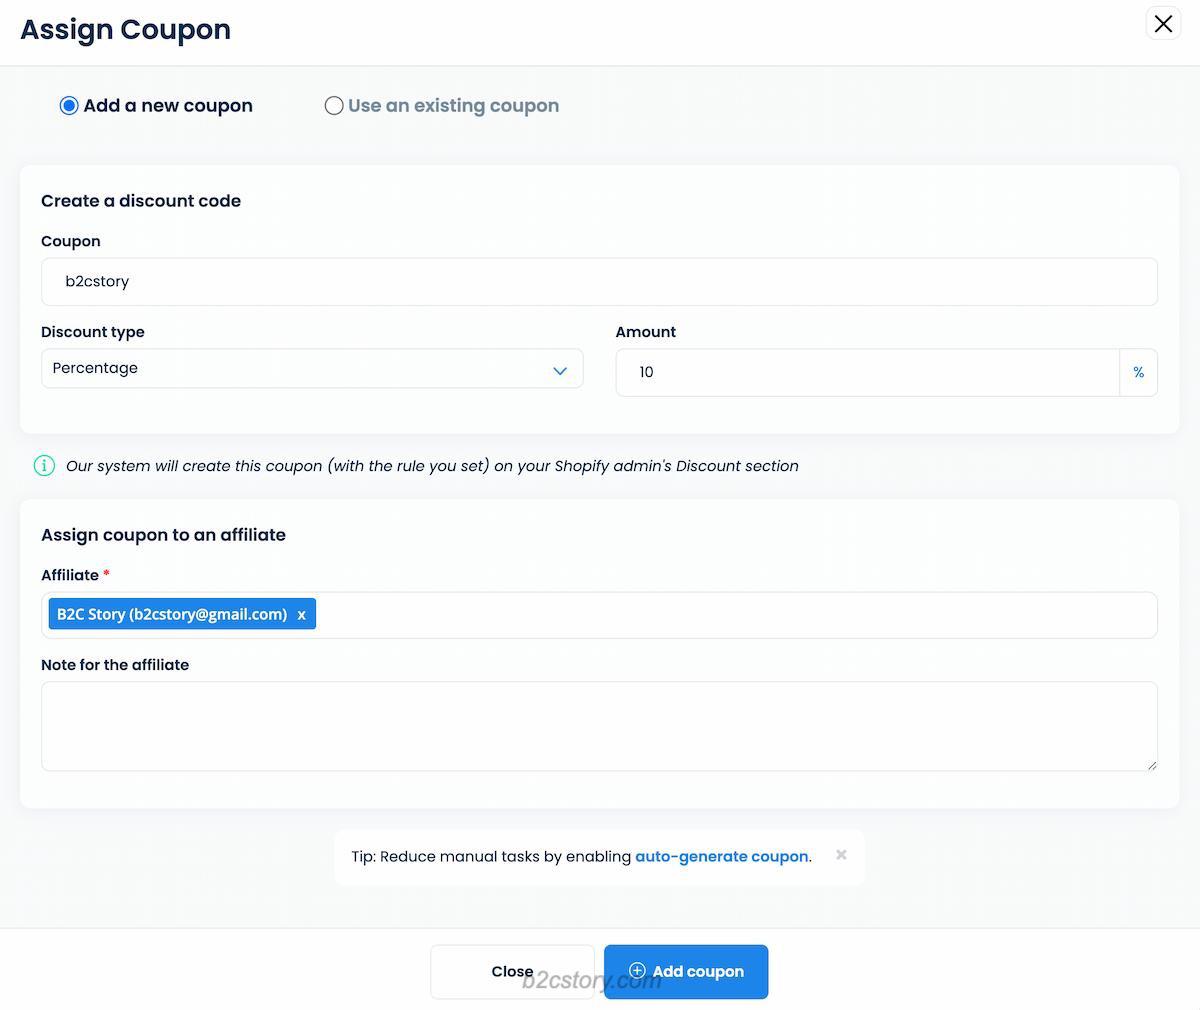 Assign Coupon
Add a new coupon
Use an existing coupon
Create a discount code
Coupon
b2cstory
Discount type
Amount
Percentage
10
%
Our system will create this coupon (with the rule you set) on your Shopify admin's Discount section
Assign coupon to an affiliate
Affiliate *
B2C Story (b2cstory@gmail.com) x
Note for the affiliate
Tip: Reduce manual tasks by enabling auto-generate coupon.
Close
Add coupon
b2cstory.com